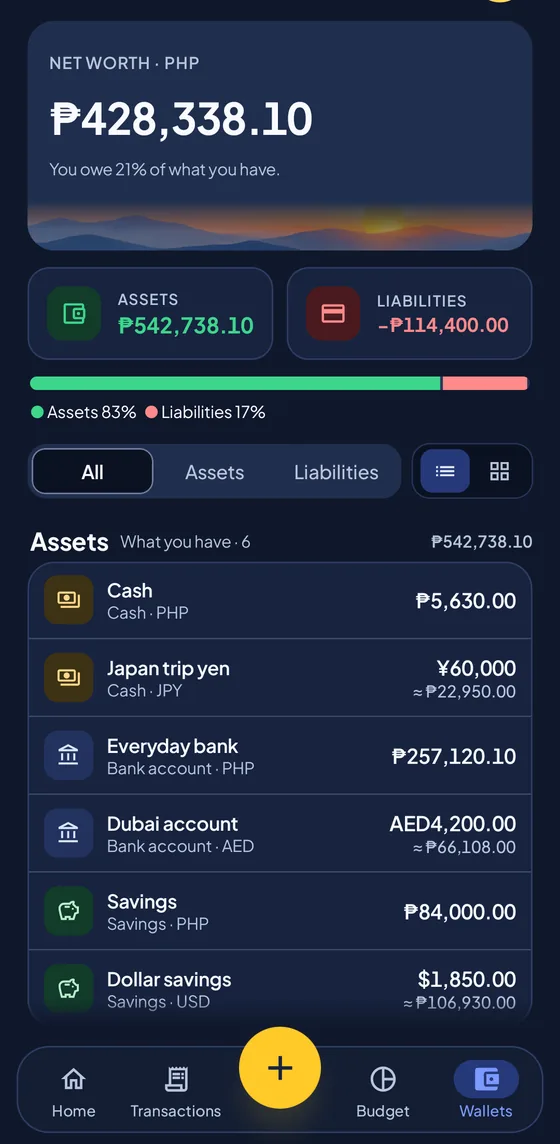 NET WORTH · PHP
₱428,338.10
You owe 21% of what you have.
ASSETS
₱542,738.10
LIABILITIES
-₱114,400.00
Assets 83% Liabilities 17%
All Assets Liabilities
Assets What you have · 6 ₱542,738.10
Cash
Cash · PHP
₱5,630.00
Japan trip yen
Cash · JPY
¥60,000
≈ ₱22,950.00
Everyday bank
Bank account · PHP
₱257,120.10
Dubai account
Bank account · AED
AED4,200.00
≈ ₱66,108.00
Savings
Savings · PHP
₱84,000.00
Dollar savings
Savings · USD
$1,850.00
≈ ₱106,930.00
Home Transactions Budget Wallets